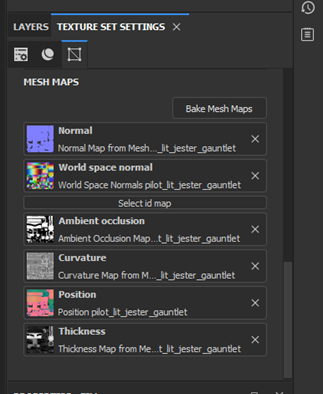 LAYERS
TEXTURE SET SETTINGS
MESH MAPS
Bake Mesh Maps
Normal
Normal Map from Mesh..._lit_jester_gauntlet
World space normal
World Space Normals pilot_lit_jester_gauntlet
Select id map
Ambient occlusion
Ambient Occlusion Map...t_lit_jester_gauntlet
Curvature
Curvature Map from M..._lit_jester_gauntlet
Position
Position pilot_lit_jester_gauntlet
Thickness
Thickness Map from Me...t_lit_jester_gauntlet